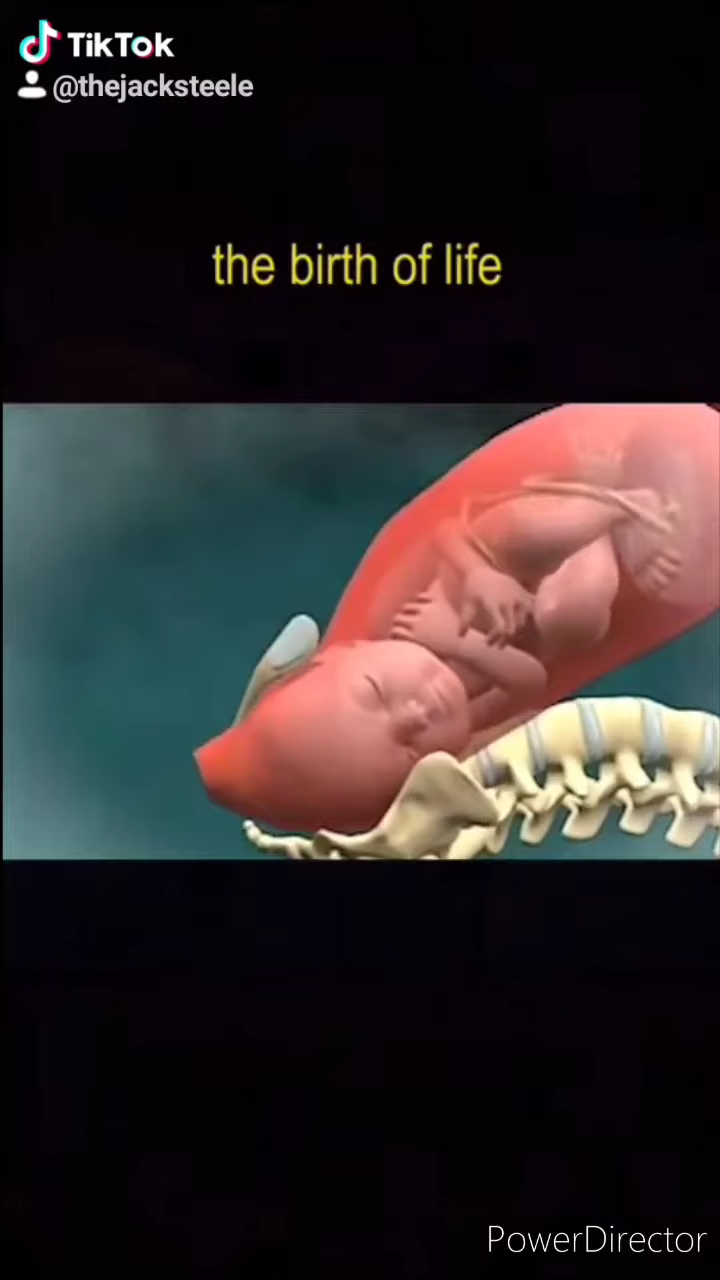 TikTok
@thejacksteele
the birth of life
PowerDirector